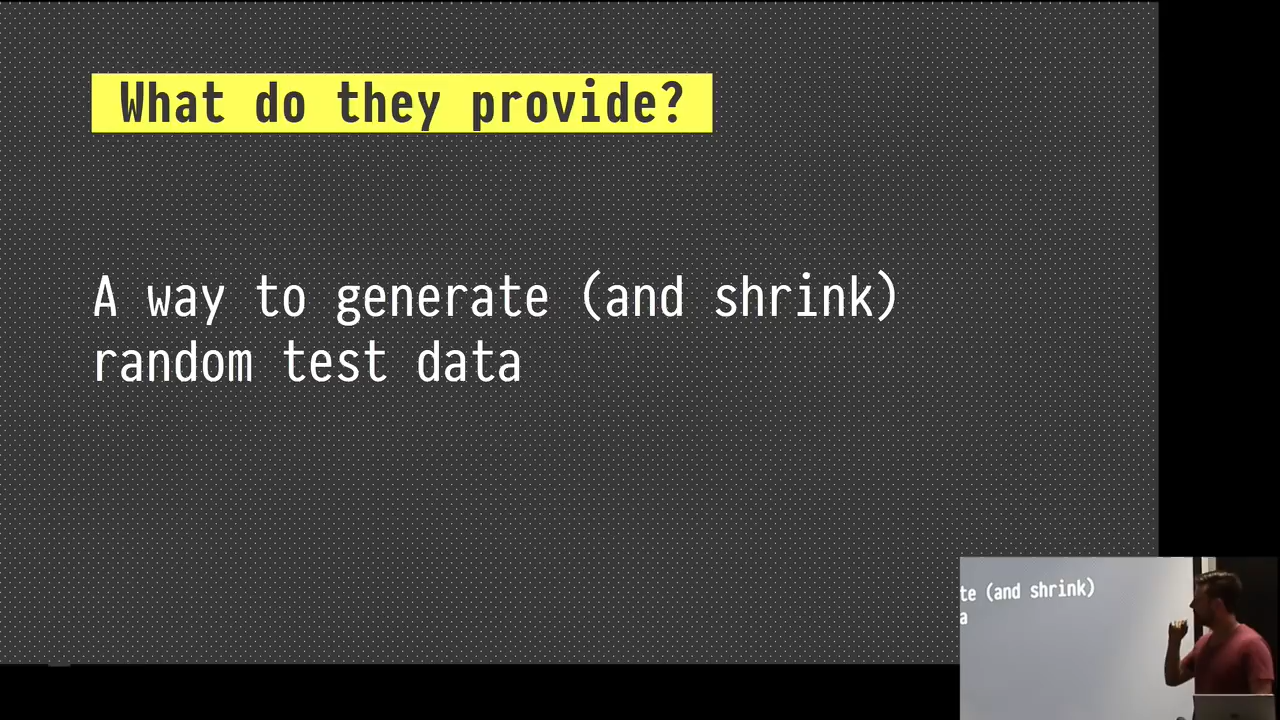 What do they provide?
A way to generate (and shrink)
random test data
te (and shrink)
a